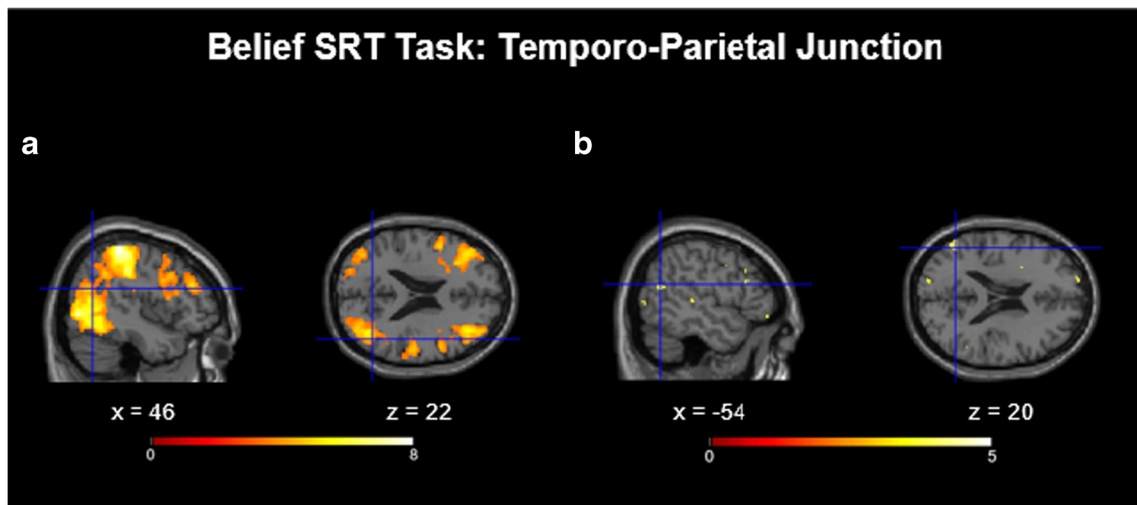 Belief SRT Task: Temporo-Parietal Junction
a
b
x = 46
z = 22
x = -54
z = 20
0
8
0
5